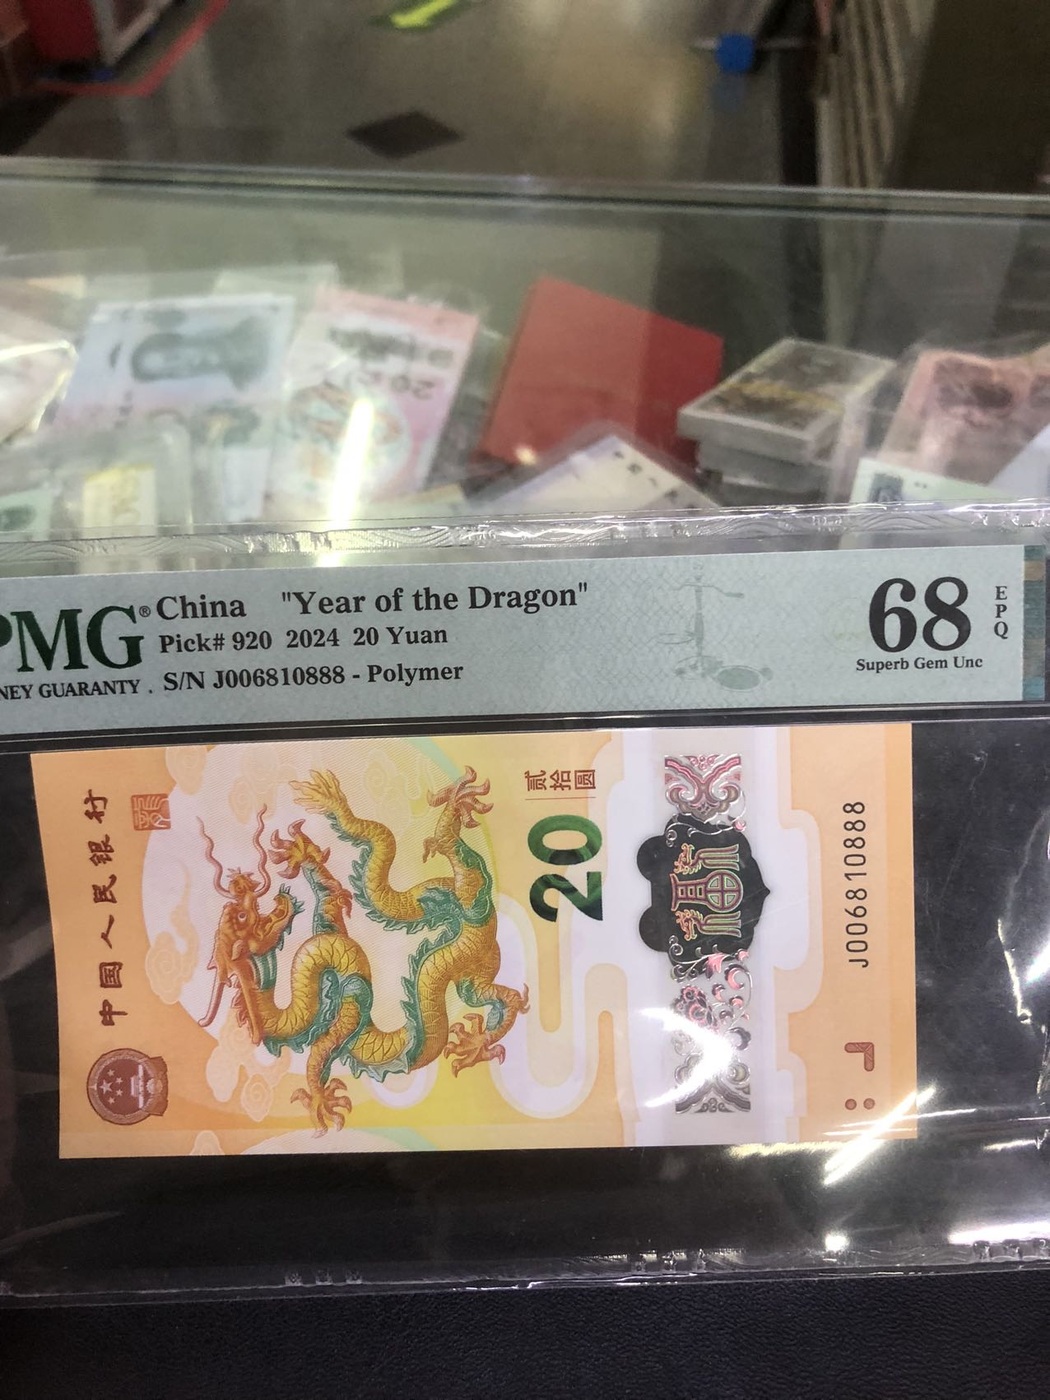 PMG® China "Year of the Dragon"
Pick# 920 2024 20 Yuan
NEY GUARANTY . S/N J006810888 - Polymer
68
EPQ
Superb Gem Unc
中国人民银行
贰拾圆
20
福
J006810888